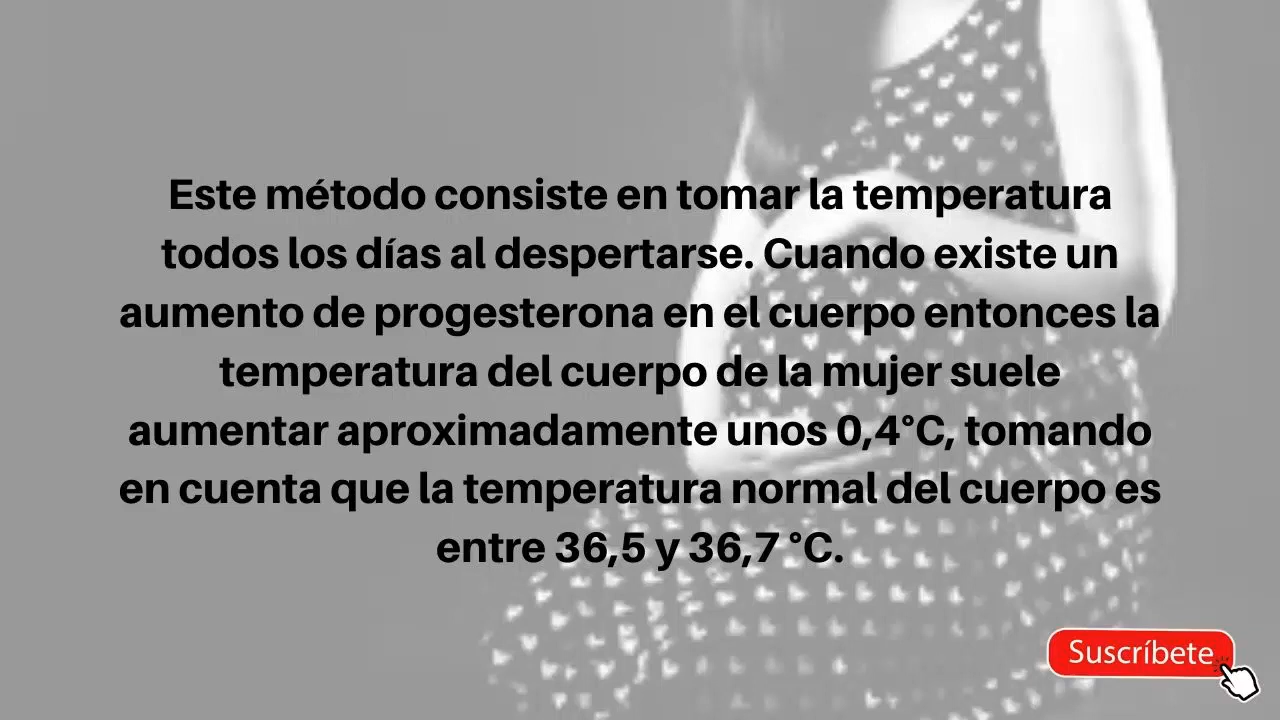 Este método consiste en tomar la temperatura
todos los días al despertarse. Cuando existe un
aumento de progesterona en el cuerpo entonces la
temperatura del cuerpo de la mujer suele
aumentar aproximadamente unos 0,4°C, tomando
en cuenta que la temperatura normal del cuerpo es
entre 36,5 y 36,7 °C.
Suscríbete